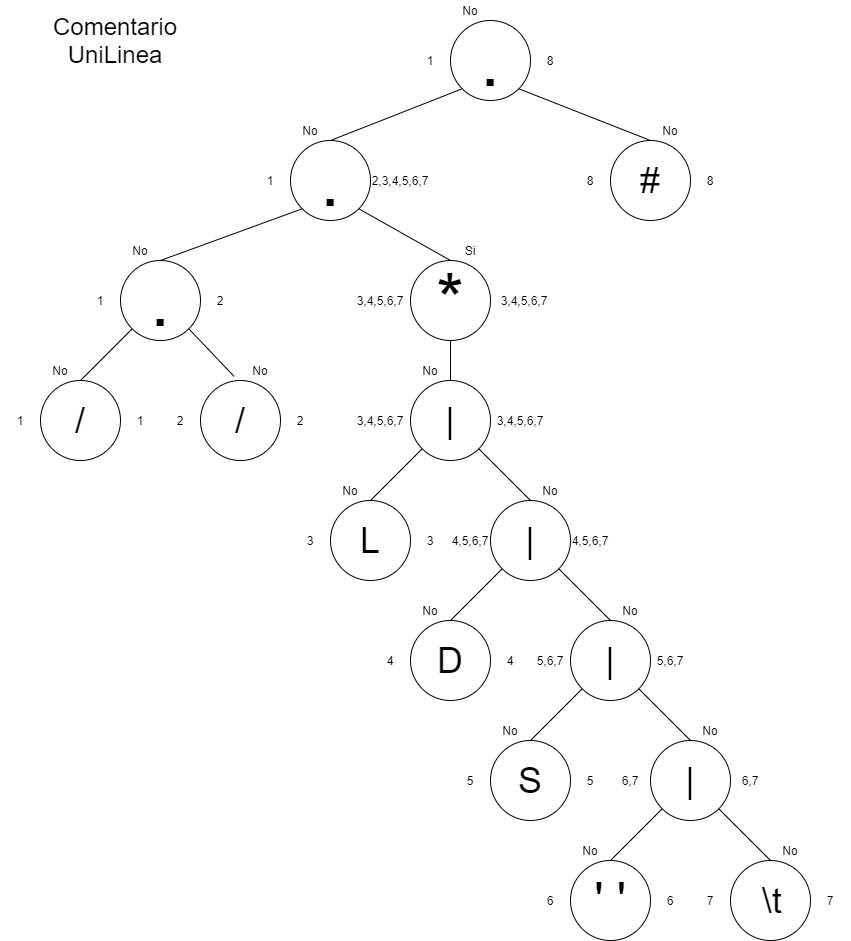 Comentario
UniLinea
No
1 . 8
No No
1 . 2,3,4,5,6,7 8 # 8
No Si
1 . 2 3,4,5,6,7 * 3,4,5,6,7
No No No
1 / 1 2 / 2 3,4,5,6,7 | 3,4,5,6,7
No No
3 L 3 4,5,6,7 | 4,5,6,7
No No
4 D 4 5,6,7 | 5,6,7
No No
5 S 5 6,7 | 6,7
No No
6 ' ' 6 7 \t 7